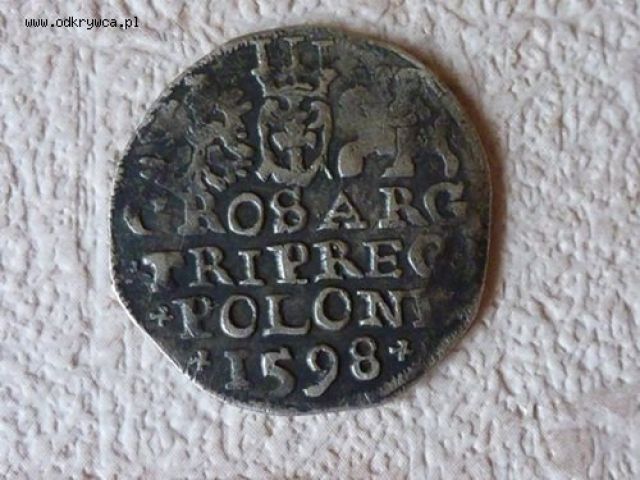 www.odkrywca.pl
III
GROS ARG
TRIP REG
POLONI
*1598*